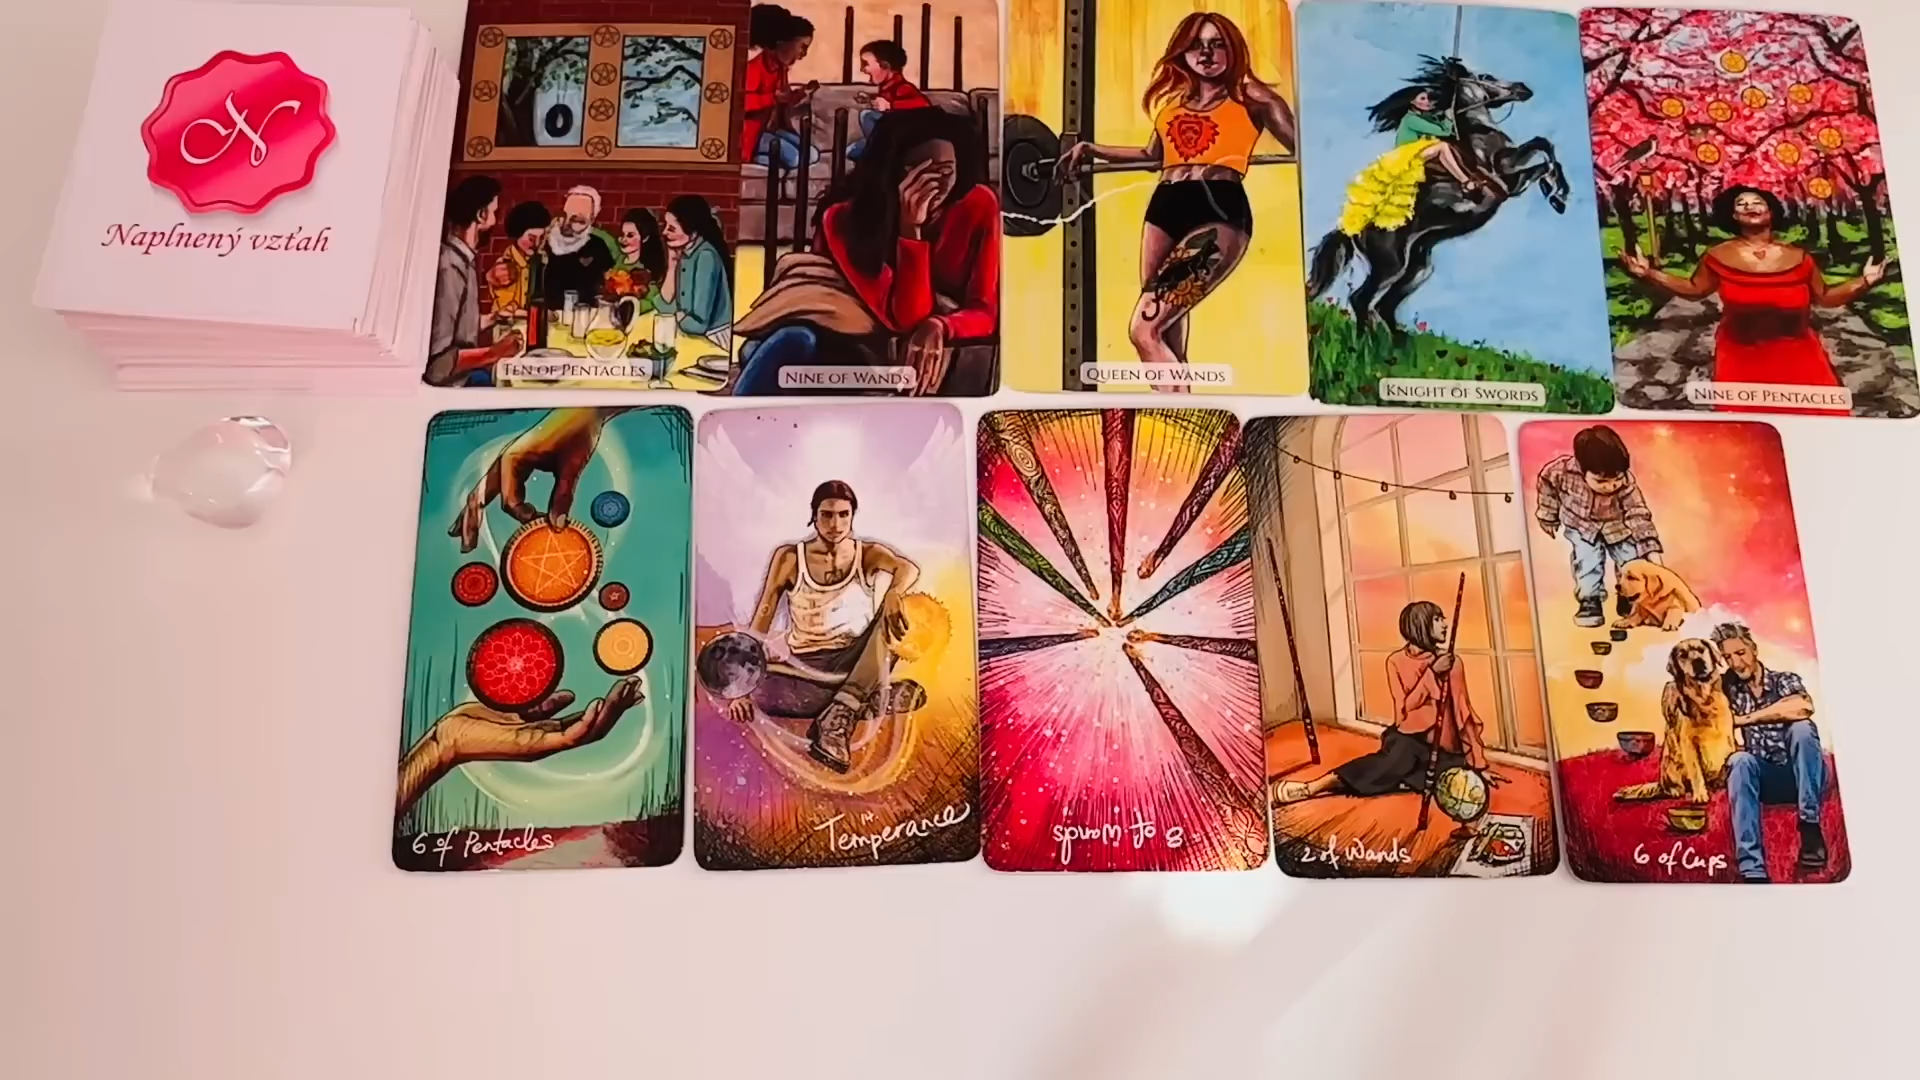 N
Naplnený vzťah
TEN OF PENTACLES
NINE OF WANDS
QUEEN OF WANDS
KNIGHT OF SWORDS
NINE OF PENTACLES
6 of Pentacles
14.
Temperance
8 of Wands
2 of Wands
6 of Cups